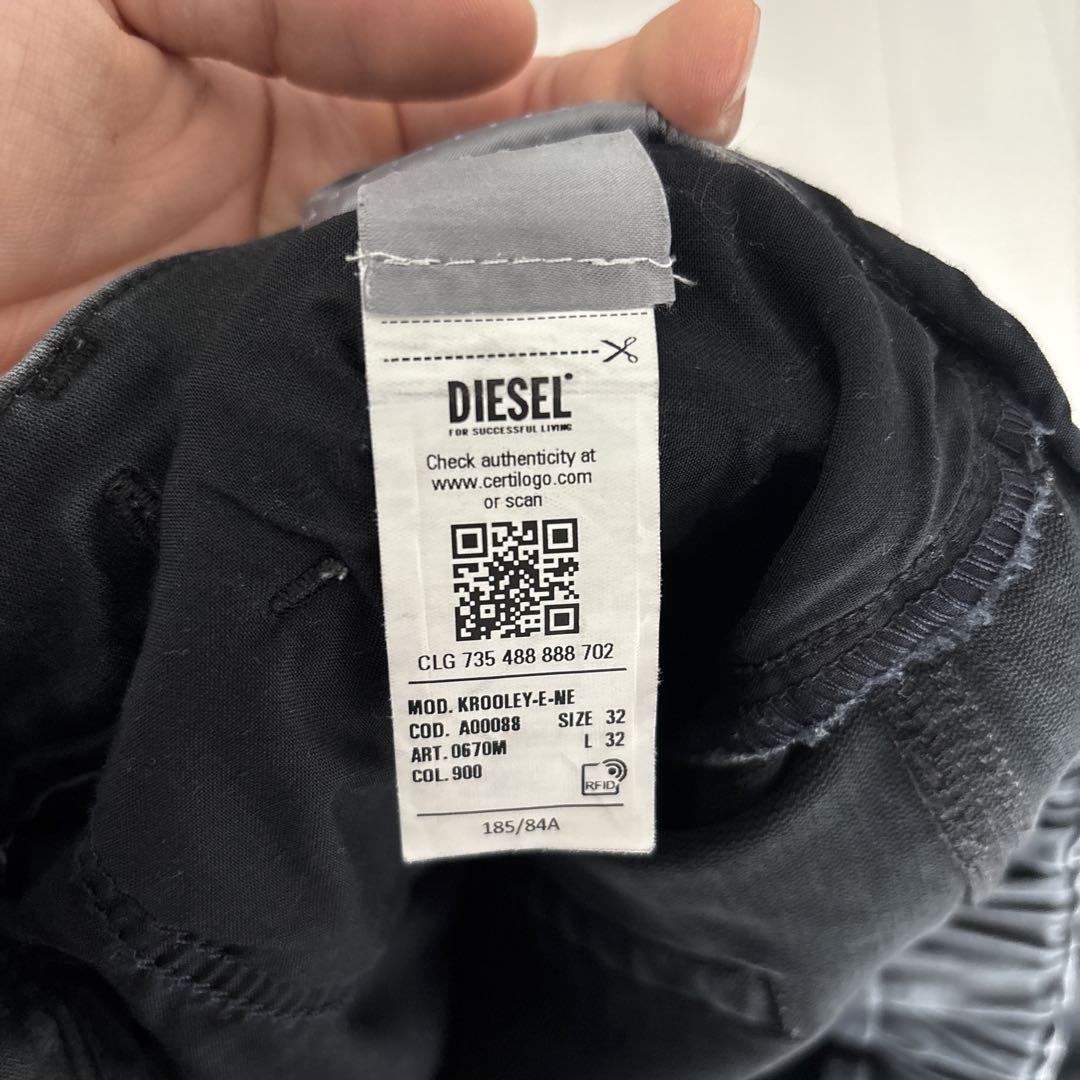 DIESEL
FOR SUCCESSFUL LIVING
Check authenticity at
www.certilogo.com
or scan
CLG 735 488 888 702
MOD. KROOLEY-E-NE
COD. A00088 SIZE 32
ART. 0670M L 32
COL. 900
RFID
185/84A